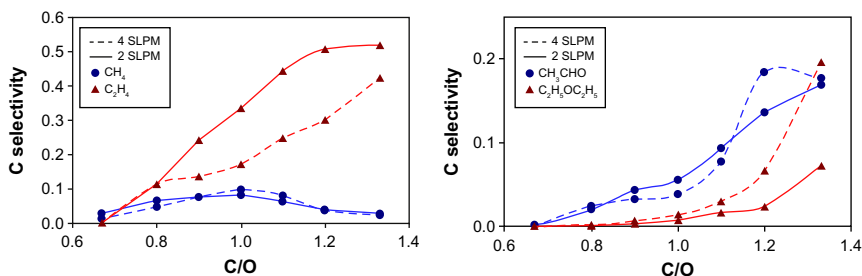 4 SLPM
2 SLPM
CH₄
C₂H₄
C selectivity
0.6
0.5
0.4
0.3
0.2
0.1
0.0
0.6 0.8 1.0 1.2 1.4
C/O
4 SLPM
2 SLPM
CH₃CHO
C₂H₅OC₂H₅
C selectivity
0.2
0.1
0.0
0.6 0.8 1.0 1.2 1.4
C/O